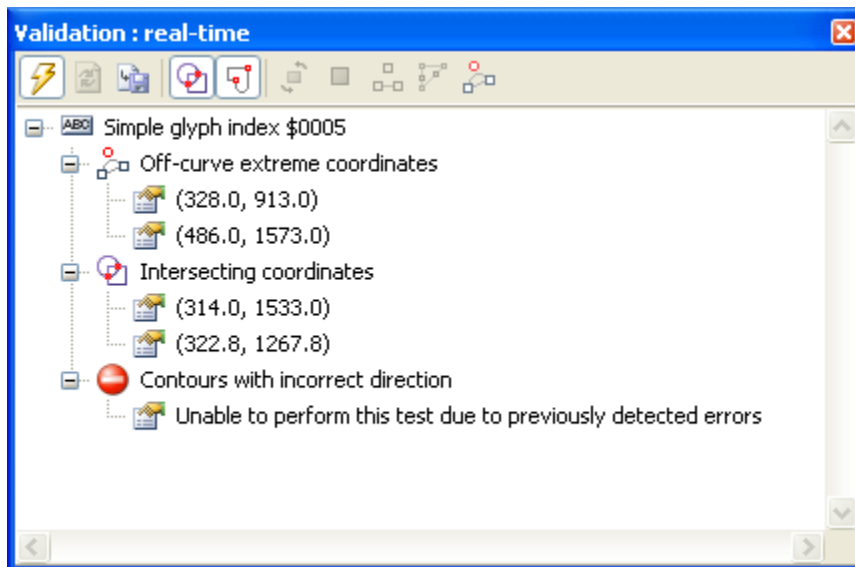 Validation : real-time
ABC Simple glyph index $0005
Off-curve extreme coordinates
(328.0, 913.0)
(486.0, 1573.0)
Intersecting coordinates
(314.0, 1533.0)
(322.8, 1267.8)
Contours with incorrect direction
Unable to perform this test due to previously detected errors